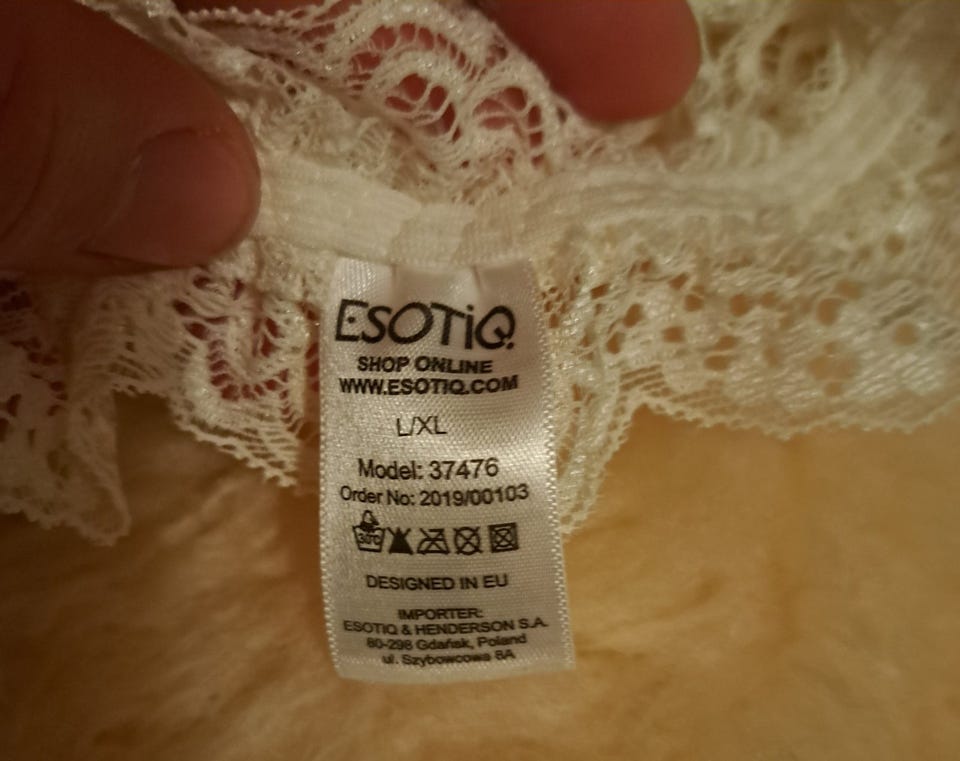 ESOTiQ
SHOP ONLINE
WWW.ESOTIQ.COM
L/XL
Model: 37476
Order No: 2019/00103
30°C
DESIGNED IN EU
IMPORTER:
ESOTIQ & HENDERSON S.A.
80-298 Gdańsk, Poland
ul. Szybowcowa 8A